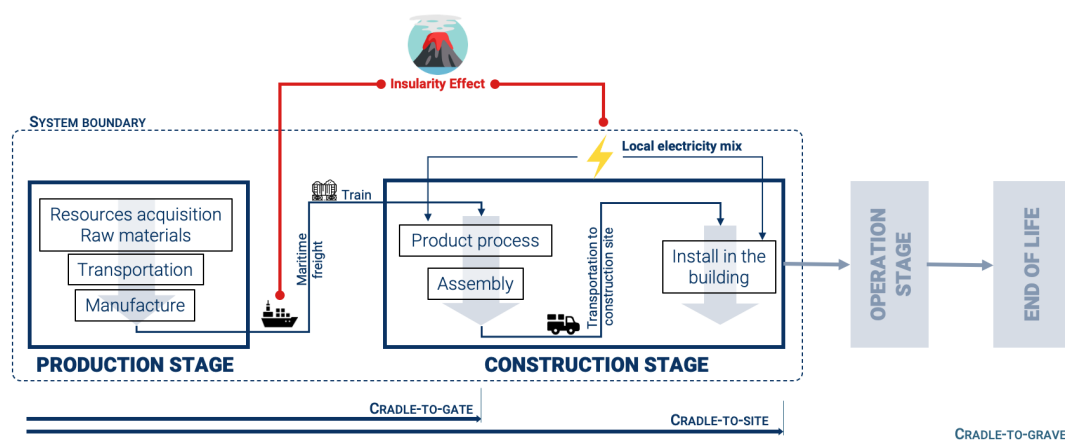 Insularity Effect
SYSTEM BOUNDARY
Local electricity mix
Train
Resources acquisition
Raw materials
Transportation
Manufacture
Maritime
freight
Product process
Assembly
Transportation to
construction site
Install in the
building
OPERATION
STAGE
END OF LIFE
PRODUCTION STAGE
CONSTRUCTION STAGE
CRADLE-TO-GATE
CRADLE-TO-SITE
CRADLE-TO-GRAVE